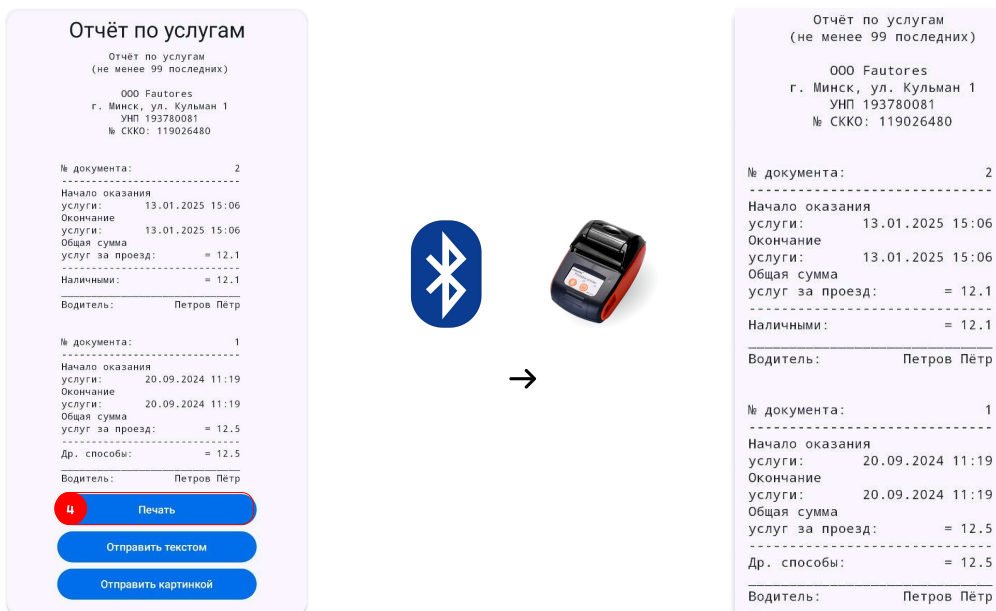 Отчёт по услугам
Отчёт по услугам
(не менее 99 последних)
ООО Fautores
г. Минск, ул. Кульман 1
УНП 193780081
№ СККО: 119026480
№ документа: 2
--------------------------------
Начало оказания
услуги: 13.01.2025 15:06
Окончание
услуги: 13.01.2025 15:06
Общая сумма
услуг за проезд: = 12.1
--------------------------------
Наличными: = 12.1
________________________________
Водитель: Петров Пётр
№ документа: 1
--------------------------------
Начало оказания
услуги: 20.09.2024 11:19
Окончание
услуги: 20.09.2024 11:19
Общая сумма
услуг за проезд: = 12.5
--------------------------------
Др. способы: = 12.5
________________________________
Водитель: Петров Пётр
4 Печать
Отправить текстом
Отправить картинкой
Отчёт по услугам
(не менее 99 последних)
ООО Fautores
г. Минск, ул. Кульман 1
УНП 193780081
№ СККО: 119026480
№ документа: 2
--------------------------------
Начало оказания
услуги: 13.01.2025 15:06
Окончание
услуги: 13.01.2025 15:06
Общая сумма
услуг за проезд: = 12.1
--------------------------------
Наличными: = 12.1
________________________________
Водитель: Петров Пётр
№ документа: 1
--------------------------------
Начало оказания
услуги: 20.09.2024 11:19
Окончание
услуги: 20.09.2024 11:19
Общая сумма
услуг за проезд: = 12.5
--------------------------------
Др. способы: = 12.5
________________________________
Водитель: Петров Пётр